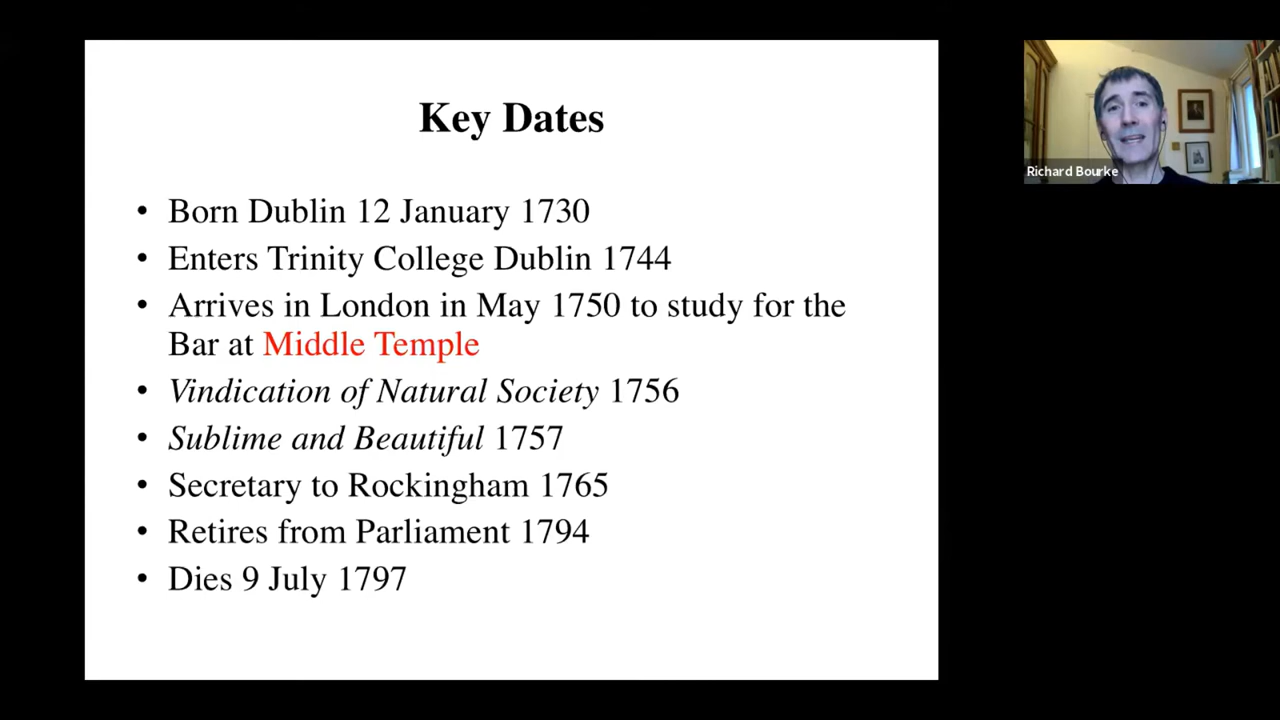 Key Dates
• Born Dublin 12 January 1730
• Enters Trinity College Dublin 1744
• Arrives in London in May 1750 to study for the
Bar at Middle Temple
• Vindication of Natural Society 1756
• Sublime and Beautiful 1757
• Secretary to Rockingham 1765
• Retires from Parliament 1794
• Dies 9 July 1797
Richard Bourke